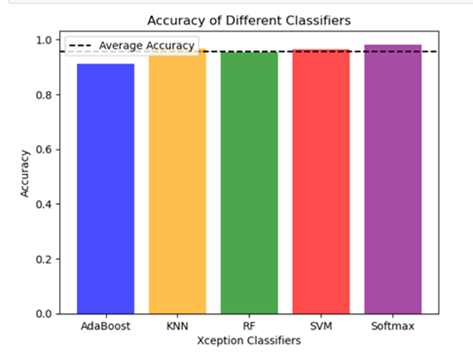 Accuracy of Different Classifiers
1.0
Average Accuracy
0.8
0.6
Accuracy
0.4
0.2
0.0
AdaBoost KNN RF SVM Softmax
Xception Classifiers